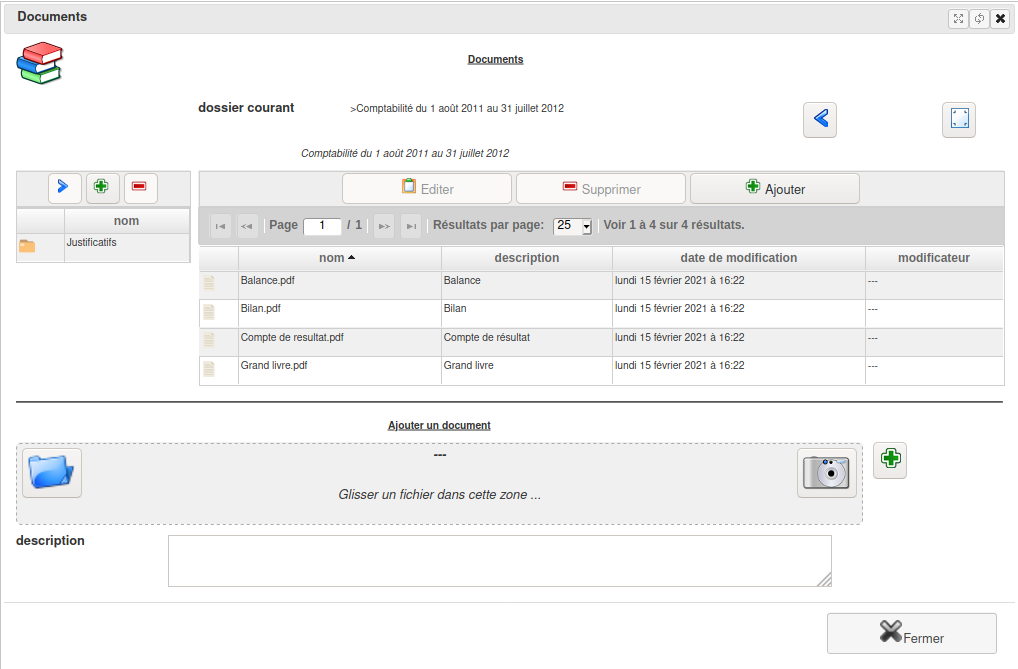 Documents
Documents
dossier courant >Comptabilité du 1 août 2011 au 31 juillet 2012
Comptabilité du 1 août 2011 au 31 juillet 2012
Editer Supprimer Ajouter
Page 1 / 1 Résultats par page: 25 Voir 1 à 4 sur 4 résultats.
nom
Justificatifs
nom description date de modification modificateur
Balance.pdf Balance lundi 15 février 2021 à 16:22 ---
Bilan.pdf Bilan lundi 15 février 2021 à 16:22 ---
Compte de resultat.pdf Compte de résultat lundi 15 février 2021 à 16:22 ---
Grand livre.pdf Grand livre lundi 15 février 2021 à 16:22 ---
Ajouter un document
---
Glisser un fichier dans cette zone ...
description
Fermer